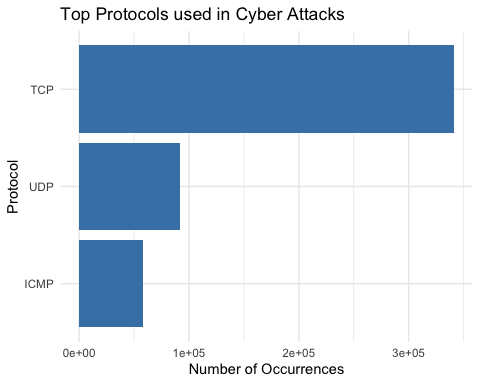 Top Protocols used in Cyber Attacks
Protocol
TCP
UDP
ICMP
0e+00 1e+05 2e+05 3e+05
Number of Occurrences